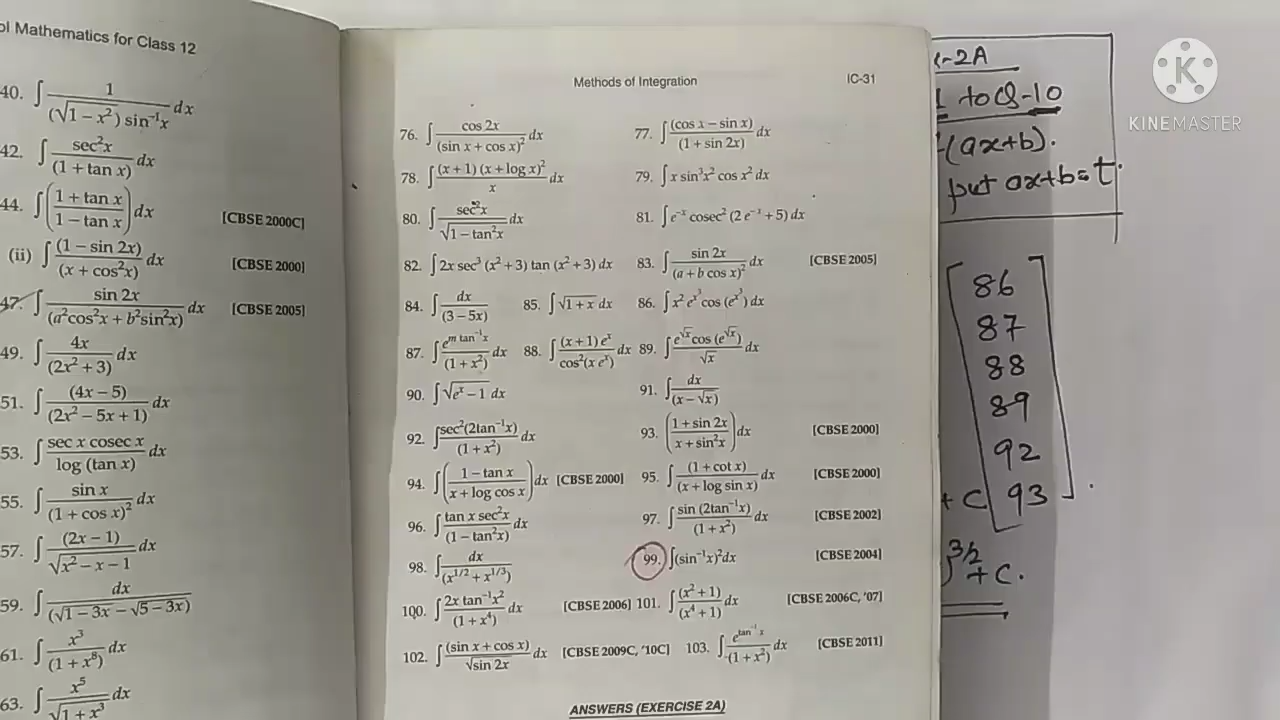 ol Mathematics for Class 12
40. ∫ 1/((√1 − x²) sin⁻¹x) dx
42. ∫ sec²x/(1 + tan x) dx
44. ∫ ((1 + tan x)/(1 − tan x)) dx [CBSE 2000C]
(ii) ∫ (1 − sin 2x)/(x + cos²x) dx [CBSE 2000]
47. ∫ sin 2x/(a²cos²x + b²sin²x) dx [CBSE 2005]
49. ∫ 4x/(2x² + 3) dx
51. ∫ (4x − 5)/(2x² − 5x + 1) dx
53. ∫ sec x cosec x/log (tan x) dx
55. ∫ sin x/(1 + cos x)² dx
57. ∫ (2x − 1)/√(x² − x − 1) dx
59. ∫ dx/(√1 − 3x − √5 − 3x)
61. ∫ x³/(1 + x⁸) dx
63. ∫ x⁵/√(1 + x³) dx
Methods of Integration IC-31
76. ∫ cos 2x/(sin x + cos x)² dx 77. ∫ (cos x − sin x)/(1 + sin 2x) dx
78. ∫ (x + 1) (x + log x)²/x dx 79. ∫ x sin³x² cos x² dx
80. ∫ sec²x/√(1 − tan²x) dx 81. ∫ e⁻ˣ cosec² (2 e⁻ˣ + 5) dx
82. ∫ 2x sec³ (x² + 3) tan (x² + 3) dx 83. ∫ sin 2x/(a + b cos x)² dx [CBSE 2005]
84. ∫ dx/(3 − 5x) 85. ∫ √(1 + x) dx 86. ∫ x² e^(x³) cos (e^(x³)) dx
87. ∫ e^(m tan⁻¹x)/(1 + x²) dx 88. ∫ (x + 1) eˣ/cos²(x eˣ) dx 89. ∫ e^(√x) cos (e^(√x))/√x dx
90. ∫ √(eˣ − 1) dx 91. ∫ dx/(x − √x)
92. ∫ sec²(2tan⁻¹x)/(1 + x²) dx 93. ((1 + sin 2x)/(x + sin²x)) dx [CBSE 2000]
94. ∫ ((1 − tan x)/(x + log cos x)) dx [CBSE 2000] 95. ∫ (1 + cot x)/(x + log sin x) dx [CBSE 2000]
96. ∫ tan x sec²x/(1 − tan²x) dx 97. ∫ sin (2tan⁻¹x)/(1 + x²) dx [CBSE 2002]
98. ∫ dx/(x^(1/2) + x^(1/3)) 99. ∫ (sin⁻¹x)² dx [CBSE 2004]
100. ∫ 2x tan⁻¹x²/(1 + x⁴) dx [CBSE 2006] 101. ∫ (x² + 1)/(x⁴ + 1) dx [CBSE 2006C, '07]
102. ∫ (sin x + cos x)/√sin 2x dx [CBSE 2009C, '10C] 103. ∫ e^(tan⁻¹ x)/(1 + x²) dx [CBSE 2011]
ANSWERS (EXERCISE 2A)
-2A
1 to Q-10
(ax+b).
put ax+b=t.
86
87
88
89
92
93
+ C
3/2 + C.
K
KINEMASTER